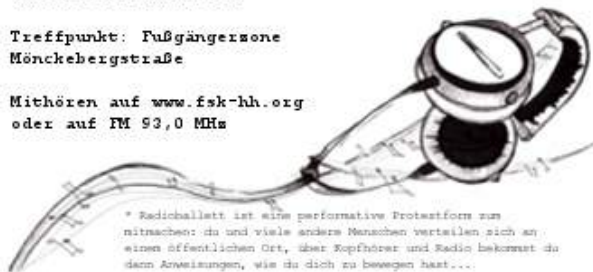 Treffpunkt: Fußgängerzone
Mönckebergstraße
Mithören auf www.fsk-hh.org
oder auf FM 93,0 MHz
* Radioballett ist eine performative Protestform zum
mitmachen: du und viele andere Menschen verteilen sich an
einem öffentlichen Ort, über Kopfhörer und Radio bekommst du
dann Anweisungen, wie du dich zu bewegen hast...